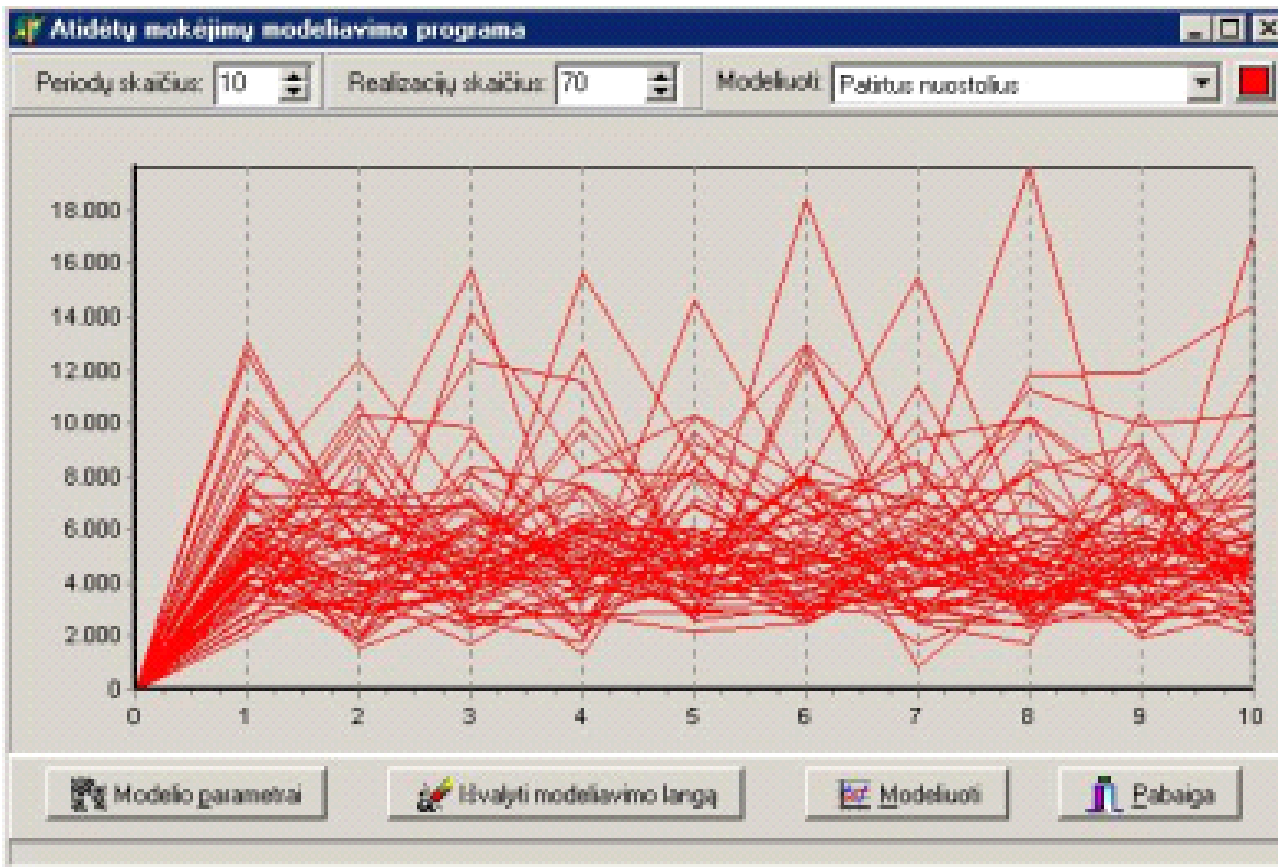 Atidėtų mokėjimų modeliavimo programa
Periodų skaičius: 10 Realizacijų skaičius: 70 Modeliuoti: Patirtus nuostolius
18.000
16.000
14.000
12.000
10.000
8.000
6.000
4.000
2.000
0
0 1 2 3 4 5 6 7 8 9 10
Modelio parametrai Išvalyti modeliavimo langą Modeliuoti Pabaiga